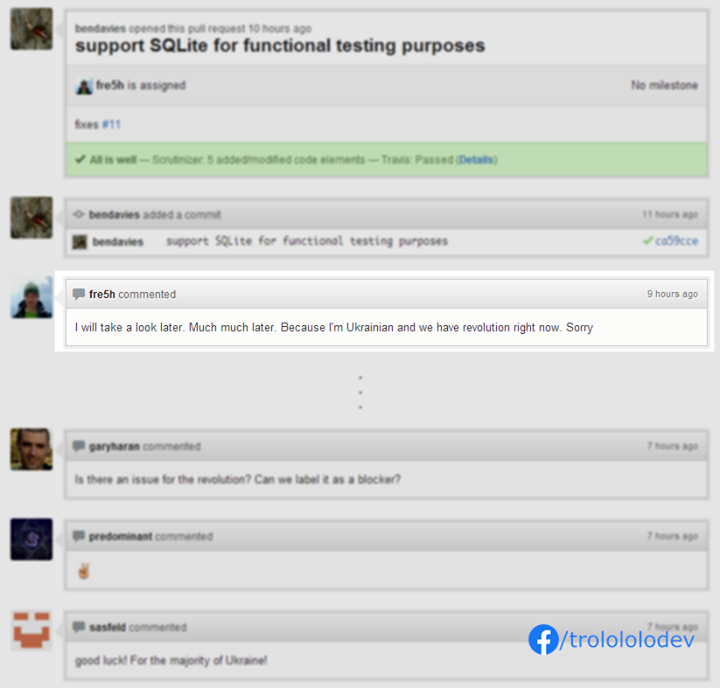 bendavies opened this pull request 10 hours ago
support SQLite for functional testing purposes
fre5h is assigned No milestone
fixes #11
All is well — Scrutinizer: 5 added/modified code elements — Travis: Passed (Details)
bendavies added a commit 11 hours ago
bendavies support SQLite for functional testing purposes ca59cce
fre5h commented 9 hours ago
I will take a look later. Much much later. Because I'm Ukrainian and we have revolution right now. Sorry
garyharan commented 7 hours ago
Is there an issue for the revolution? Can we label it as a blocker?
predominant commented 7 hours ago
✌
sasfeld commented 7 hours ago
good luck! For the majority of Ukraine!
/trolololodev